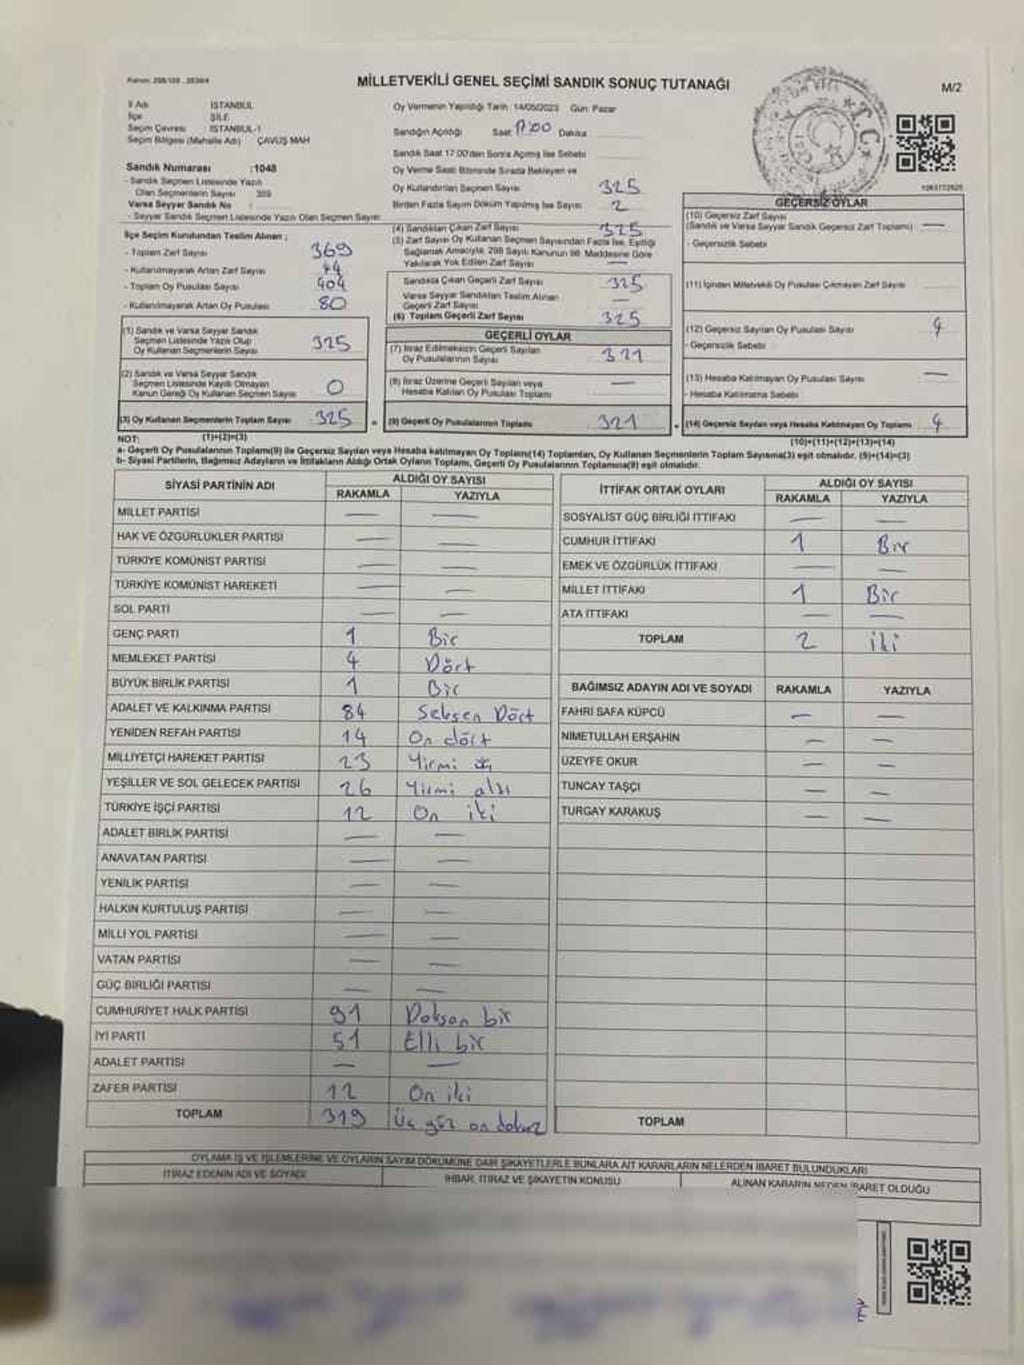 MİLLETVEKİLİ GENEL SEÇİMİ SANDIK SONUÇ TUTANAĞI
M/2
İl Adı İSTANBUL
İlçe ŞİLE
Seçim Çevresi İSTANBUL-1
Seçim Bölgesi (Mahalle Adı) ÇAVUŞ MAH
Sandık Numarası :1048
- Sandık Seçmen Listesinde Yazılı
Olan Seçmenlerin Sayısı 369
Varsa Seyyar Sandık No
- Seyyar Sandık Seçmen Listesinde Yazılı Olan Seçmen Sayısı
Oy Vermenin Yapıldığı Tarih: 14/05/2023 Gün: Pazar
Sandığın Açıldığı Saat 17:00 Dakika
Sandık Saat 17:00'den Sonra Açılmış İse Sebebi
Oy Verme Saati Bitiminde Sırada Bekleyen ve
Oy Kullandırılan Seçmen Sayısı 325
Birden Fazla Sayım Döküm Yapılmış İse Sayısı 2
İlçe Seçim Kurulundan Teslim Alınan ;
- Toplam Zarf Sayısı 369
- Kullanılmayarak Artan Zarf Sayısı 44
- Toplam Oy Pusulası Sayısı 404
- Kullanılmayarak Artan Oy Pusulası 80
(1) Sandık ve Varsa Seyyar Sandık
Seçmen Listesinde Yazılı Olup
Oy Kullanan Seçmenlerin Sayısı 325
(2) Sandık ve Varsa Seyyar Sandık
Seçmen Listesinde Kayıtlı Olmayan
Kanun Gereği Oy Kullanan Seçmen Sayısı 0
(3) Oy Kullanan Seçmenlerin Toplam Sayısı 325
(1)+(2)=(3)
(4) Sandıktan Çıkan Zarf Sayısı 325
(5) Zarf Sayısı Oy Kullanan Seçmen Sayısından Fazla İse, Eşitliği
Sağlamak Amacıyla, 298 Sayılı Kanunun 98. Maddesine Göre
Yakılarak Yok Edilen Zarf Sayısı —
Sandıkta Çıkan Geçerli Zarf Sayısı 325
Varsa Seyyar Sandıktan Teslim Alınan
Geçerli Zarf Sayısı —
(6) Toplam Geçerli Zarf Sayısı 325
GEÇERLİ OYLAR
(7) İtiraz Edilmeksizin Geçerli Sayılan
Oy Pusulalarının Sayısı 321
(8) İtiraz Üzerine Geçerli Sayılan veya
Hesaba Katılan Oy Pusulası Toplamı —
(9) Geçerli Oy Pusulalarının Toplamı 321
GEÇERSİZ OYLAR
(10) Geçersiz Zarf Sayısı
(Sandık ve Varsa Seyyar Sandık Geçersiz Zarf Toplamı) —
- Geçersizlik Sebebi
(11) İçinden Milletvekili Oy Pusulası Çıkmayan Zarf Sayısı
(12) Geçersiz Sayılan Oy Pusulası Sayısı 4
- Geçersizlik Sebebi
(13) Hesaba Katılmayan Oy Pusulası Sayısı —
- Hesaba Katılmama Sebebi
(14) Geçersiz Sayılan veya Hesaba Katılmayan Oy Toplamı 4
(10)+(11)+(12)+(13)=(14)
NOT:
a- Geçerli Oy Pusulalarının Toplamı(9) ile Geçersiz Sayılan veya Hesaba katılmayan Oy Toplamı(14) Toplamları, Oy Kullanan Seçmenlerin Toplam Sayısına(3) eşit olmalıdır. (9)+(14)=(3)
b- Siyasi Partilerin, Bağımsız Adayların ve İttifakların Aldığı Ortak Oyların Toplamı, Geçerli Oy Pusulalarının Toplamına(9) eşit olmalıdır.
SİYASİ PARTİNİN ADI ALDIĞI OY SAYISI
RAKAMLA YAZIYLA
MİLLET PARTİSİ — —
HAK VE ÖZGÜRLÜKLER PARTİSİ — —
TÜRKİYE KOMÜNİST PARTİSİ — —
TÜRKİYE KOMÜNİST HAREKETİ — —
SOL PARTİ — —
GENÇ PARTİ 1 Bir
MEMLEKET PARTİSİ 4 Dört
BÜYÜK BİRLİK PARTİSİ 1 Bir
ADALET VE KALKINMA PARTİSİ 84 Seksen Dört
YENİDEN REFAH PARTİSİ 14 On dört
MİLLİYETÇİ HAREKET PARTİSİ 23 Yirmi üç
YEŞİLLER VE SOL GELECEK PARTİSİ 26 Yirmi altı
TÜRKİYE İŞÇİ PARTİSİ 12 On iki
ADALET BİRLİK PARTİSİ — —
ANAVATAN PARTİSİ — —
YENİLİK PARTİSİ — —
HALKIN KURTULUŞ PARTİSİ — —
MİLLİ YOL PARTİSİ — —
VATAN PARTİSİ — —
GÜÇ BİRLİĞİ PARTİSİ — —
CUMHURİYET HALK PARTİSİ 91 Doksan bir
İYİ PARTİ 51 Elli bir
ADALET PARTİSİ — —
ZAFER PARTİSİ 12 On iki
TOPLAM 319 Üç yüz on dokuz
İTTİFAK ORTAK OYLARI ALDIĞI OY SAYISI
RAKAMLA YAZIYLA
SOSYALİST GÜÇ BİRLİĞİ İTTİFAKI — —
CUMHUR İTTİFAKI 1 Bir
EMEK VE ÖZGÜRLÜK İTTİFAKI — —
MİLLET İTTİFAKI 1 Bir
ATA İTTİFAKI — —
TOPLAM 2 iki
BAĞIMSIZ ADAYIN ADI VE SOYADI RAKAMLA YAZIYLA
FAHRİ SAFA KÜPCÜ — —
NİMETULLAH ERŞAHİN — —
ÜZEYFE OKUR — —
TUNCAY TAŞÇI — —
TURGAY KARAKUŞ — —
TOPLAM
OYLAMA İŞ VE İŞLEMLERİNE VE OYLARIN SAYIM DÖKÜMÜNE DAİR ŞİKAYETLERLE BUNLARA AİT KARARLARIN NELERDEN İBARET BULUNDUKLARI
İTİRAZ EDENİN ADI VE SOYADI İHBAR, İTİRAZ VE ŞİKAYETİN KONUSU ALINAN KARARIN NEDEN İBARET OLDUĞU